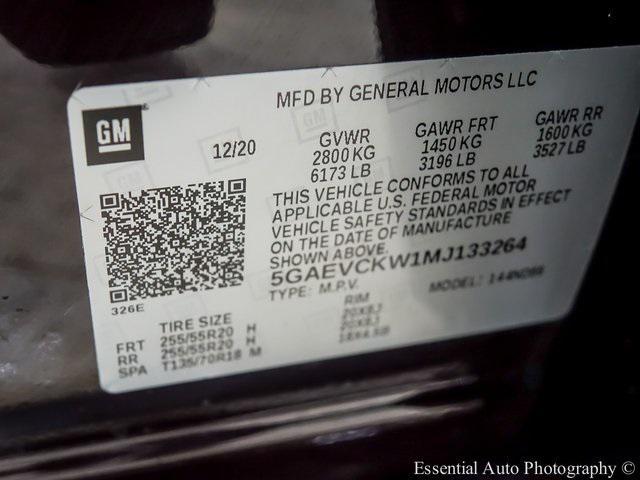 MFD BY GENERAL MOTORS LLC
GM
12/20
GVWR
2800 KG
6173 LB
GAWR FRT
1450 KG
3196 LB
GAWR RR
1600 KG
3527 LB
THIS VEHICLE CONFORMS TO ALL
APPLICABLE U.S. FEDERAL MOTOR
VEHICLE SAFETY STANDARDS IN EFFECT
ON THE DATE OF MANUFACTURE
SHOWN ABOVE.
5GAEVCKW1MJ133264
TYPE: M.P.V. MODEL:
326E
TIRE SIZE RIM
FRT 255/55R20 H 20X8J
RR 255/55R20 H 20X8J
SPA T135/70R18 M
Essential Auto Photography ©